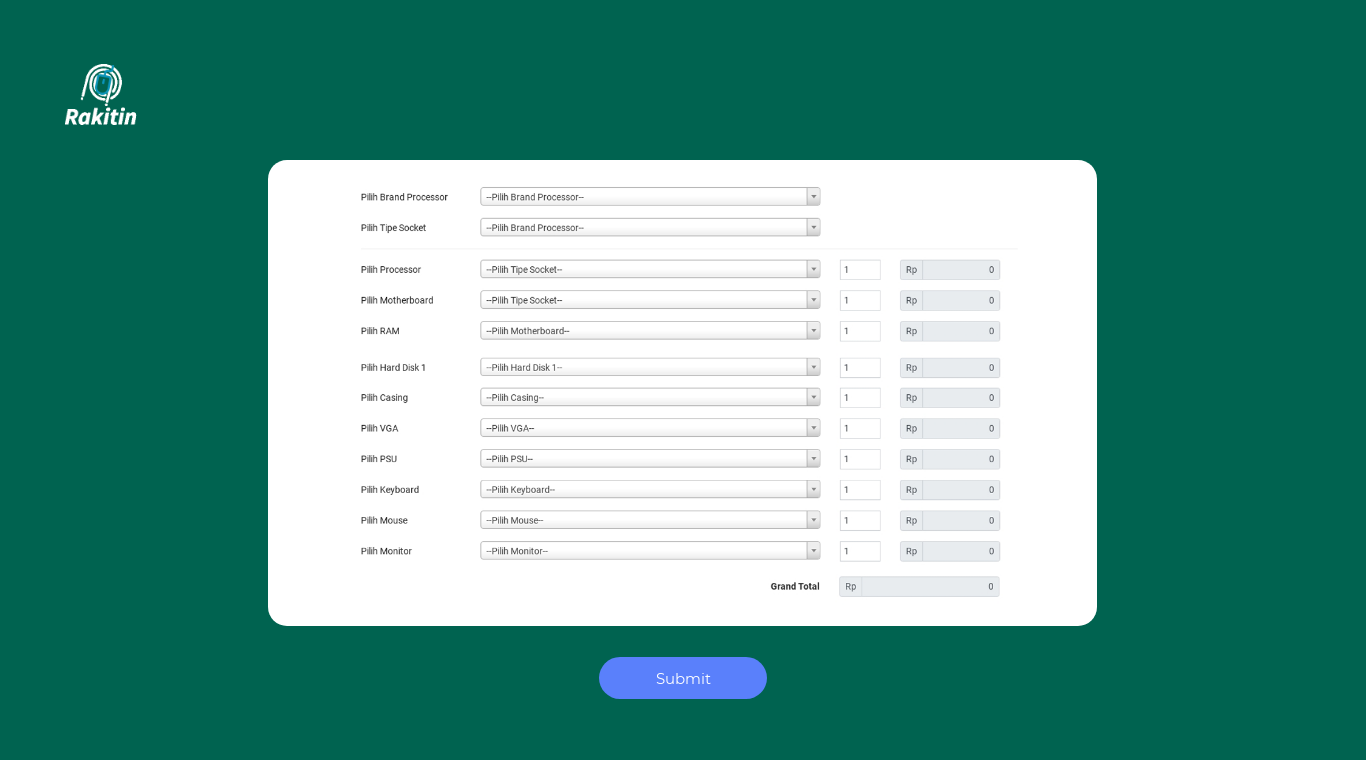 Rakitin
Pilih Brand Processor --Pilih Brand Processor--
Pilih Tipe Socket --Pilih Brand Processor--
Pilih Processor --Pilih Tipe Socket-- 1 Rp 0
Pilih Motherboard --Pilih Tipe Socket-- 1 Rp 0
Pilih RAM --Pilih Motherboard-- 1 Rp 0
Pilih Hard Disk 1 --Pilih Hard Disk 1-- 1 Rp 0
Pilih Casing --Pilih Casing-- 1 Rp 0
Pilih VGA --Pilih VGA-- 1 Rp 0
Pilih PSU --Pilih PSU-- 1 Rp 0
Pilih Keyboard --Pilih Keyboard-- 1 Rp 0
Pilih Mouse --Pilih Mouse-- 1 Rp 0
Pilih Monitor --Pilih Monitor-- 1 Rp 0
Grand Total Rp 0
Submit